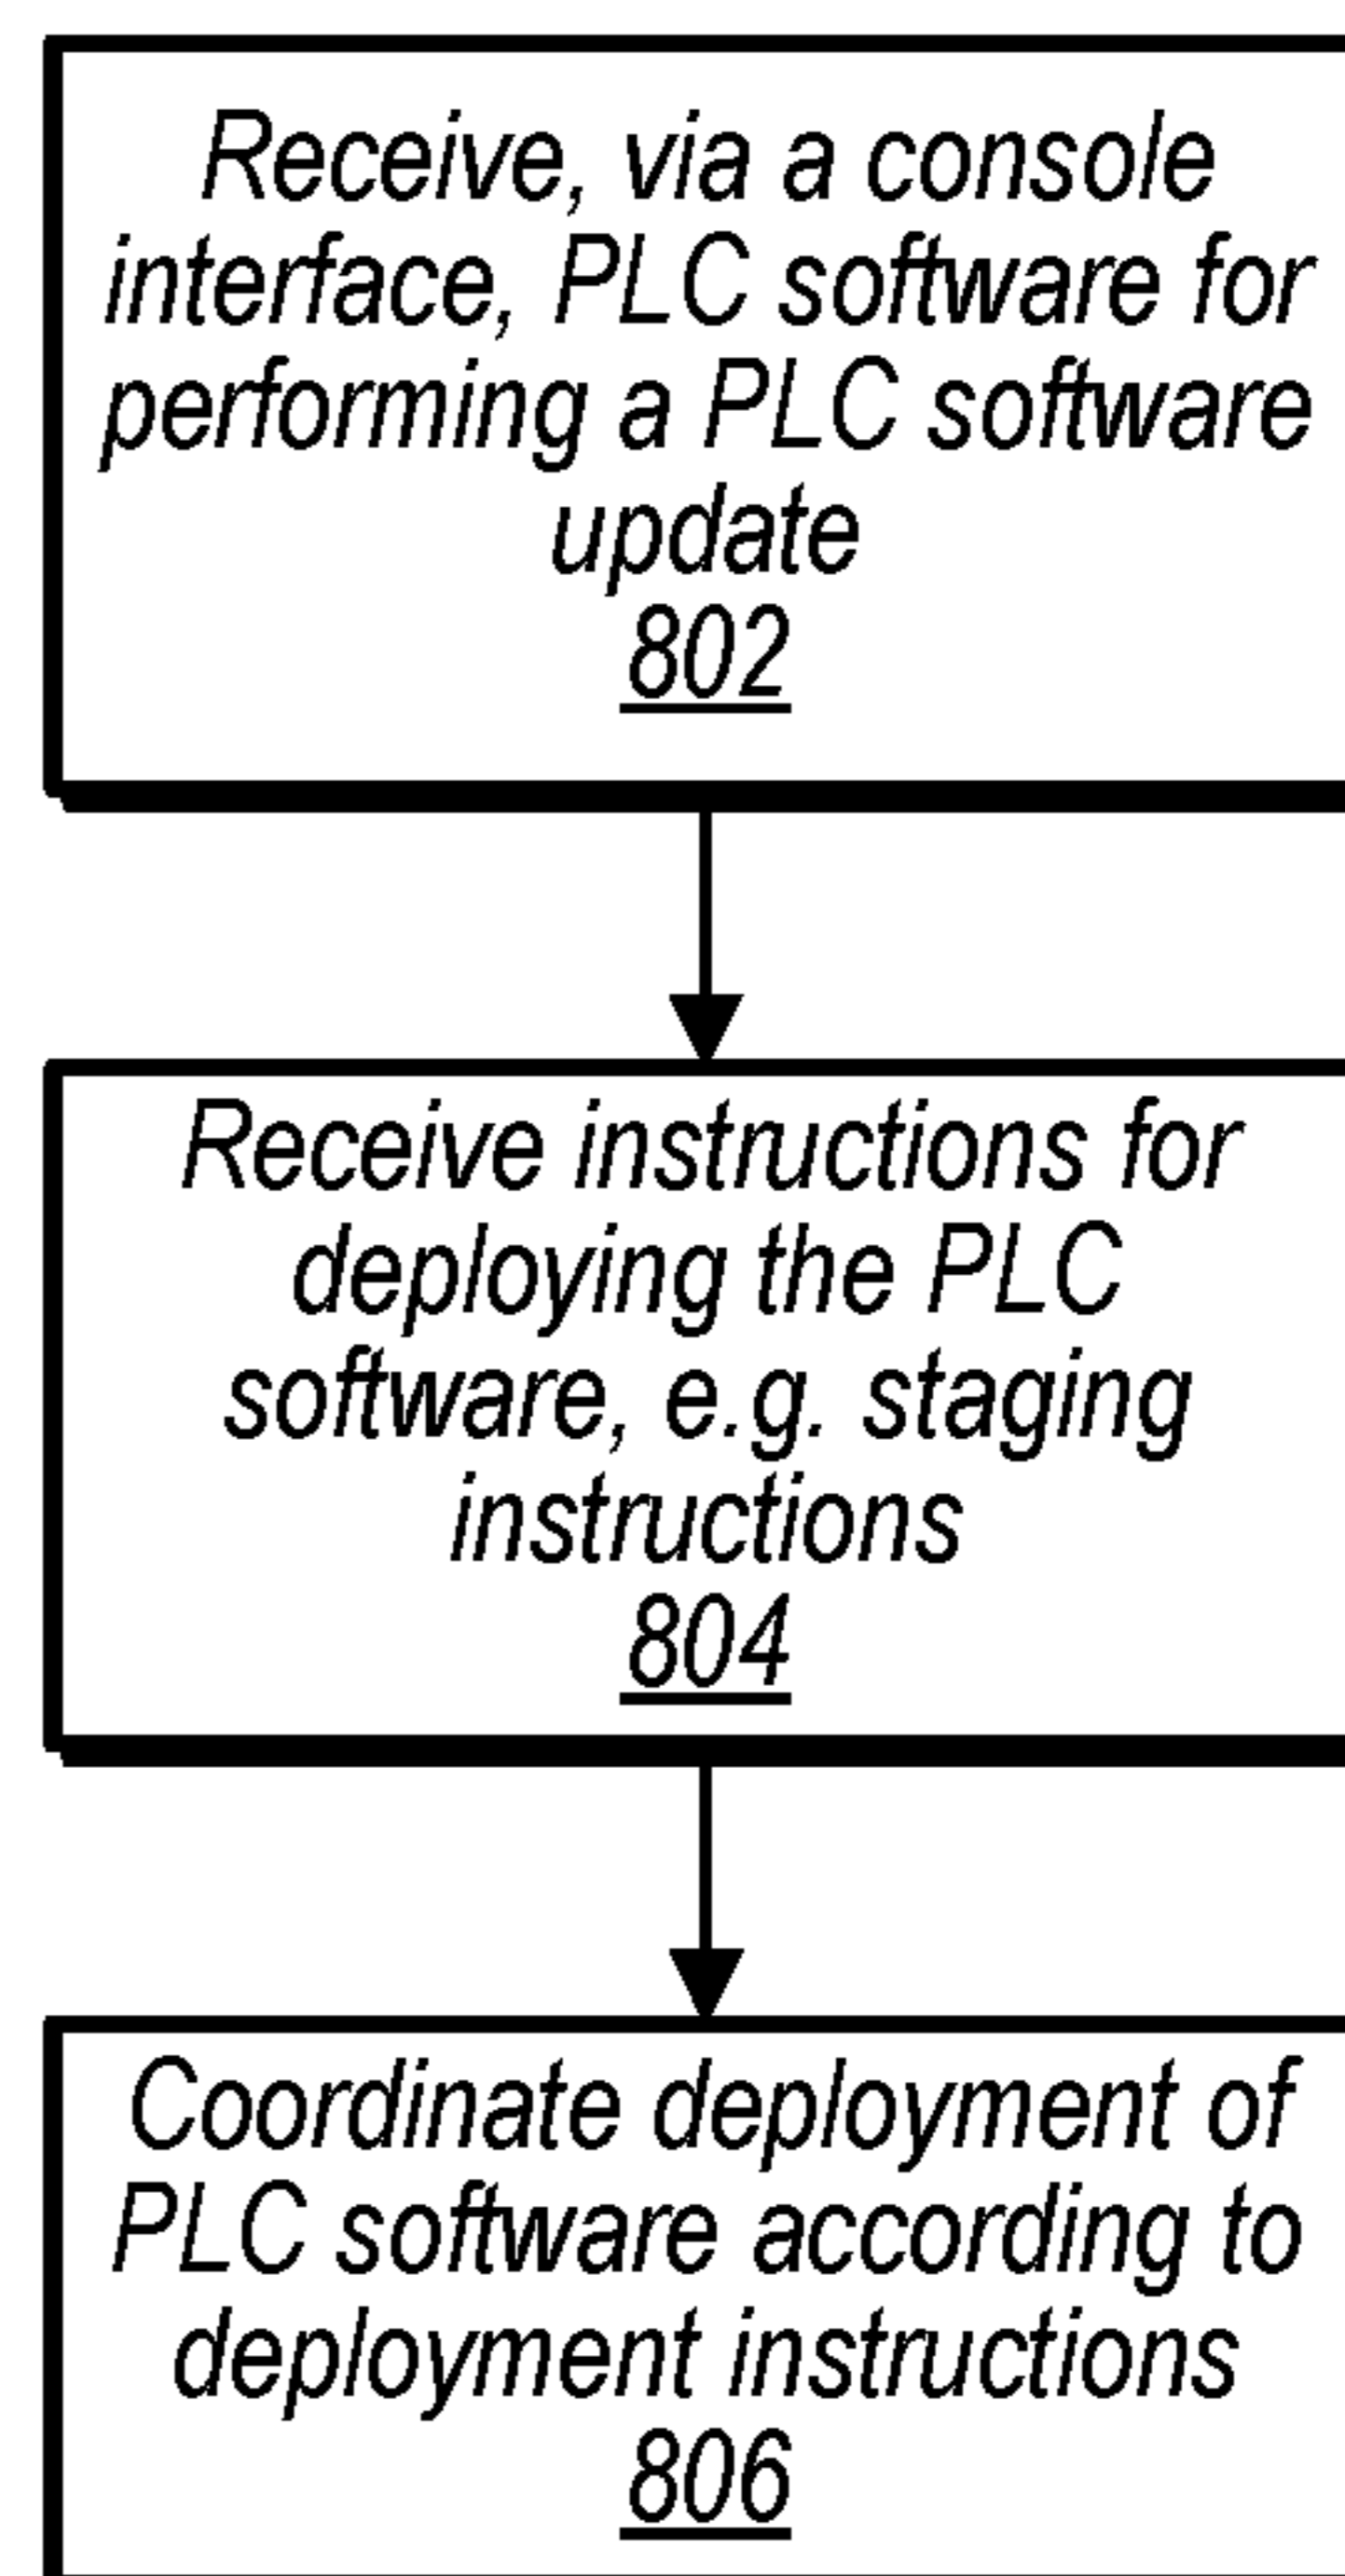 Receive, via a console
interface, PLC software for
performing a PLC software
update
802
Receive instructions for
deploying the PLC
software, e.g. staging
instructions
804
Coordinate deployment of
PLC software according to
deployment instructions
806